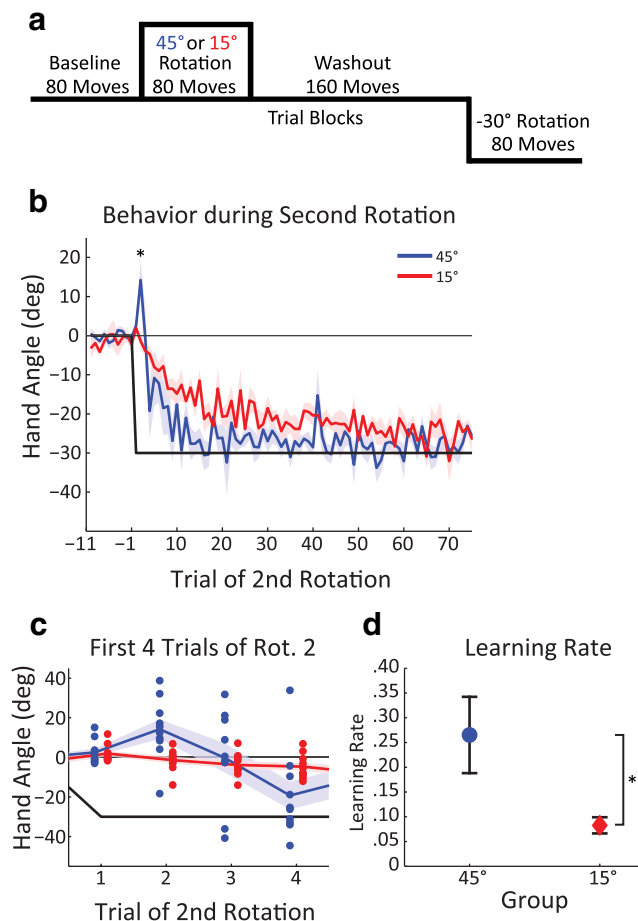 a
Baseline
80 Moves
45° or 15°
Rotation
80 Moves
Washout
160 Moves
Trial Blocks
-30° Rotation
80 Moves
b
Behavior during Second Rotation
*
45°
15°
Hand Angle (deg)
20
10
0
−10
−20
−30
−40
−11
−1
10
20
30
40
50
60
70
Trial of 2nd Rotation
c
First 4 Trials of Rot. 2
Hand Angle (deg)
40
20
0
−20
−40
1
2
3
4
Trial of 2nd Rotation
d
Learning Rate
Learning Rate
.40
.35
.30
.25
.20
.15
.10
.05
0
*
45°
15°
Group